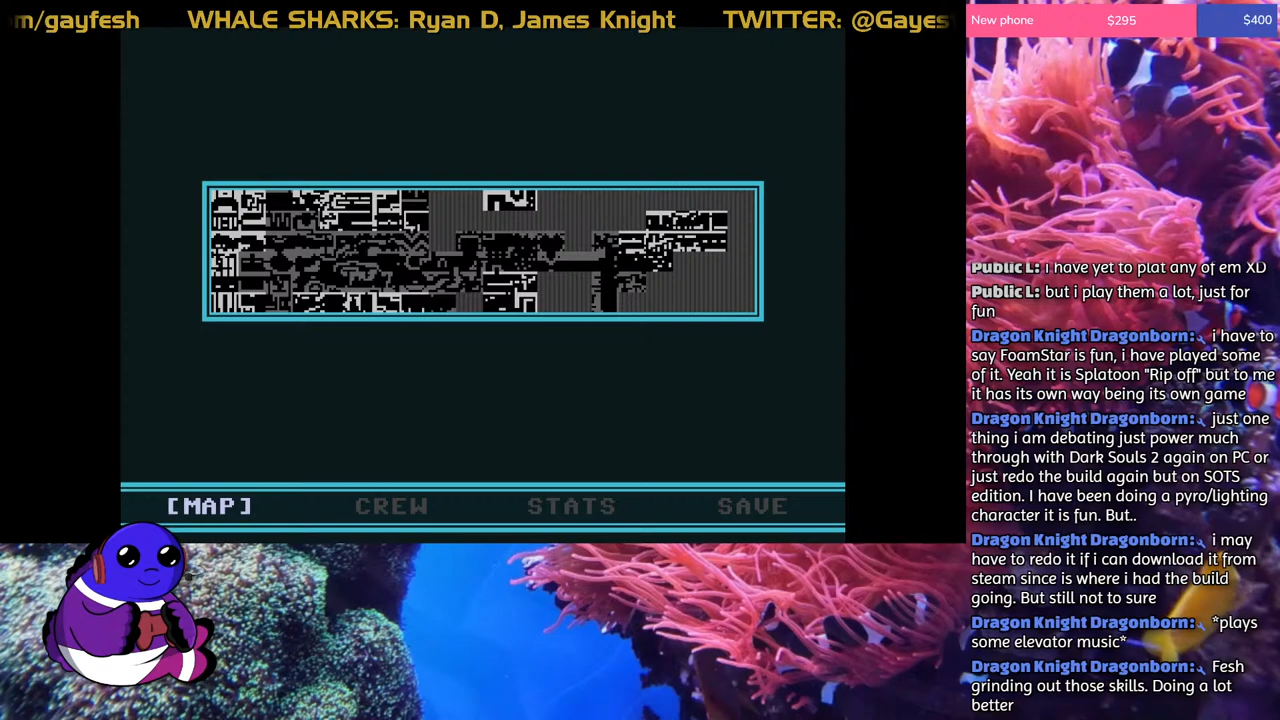 m/gayfesh WHALE SHARKS: Ryan D, James Knight TWITTER: @Gayes
New phone $295 $400
[MAP] CREW STATS SAVE
Public L: i have yet to plat any of em XD
Public L: but i play them a lot, just for
fun
Dragon Knight Dragonborn: i have to
say FoamStar is fun, i have played some
of it. Yeah it is Splatoon "Rip off" but to me
it has its own way being its own game
Dragon Knight Dragonborn: just one
thing i am debating just power much
through with Dark Souls 2 again on PC or
just redo the build again but on SOTS
edition. I have been doing a pyro/lighting
character it is fun. But..
Dragon Knight Dragonborn: i may
have to redo it if i can download it from
steam since is where i had the build
going. But still not to sure
Dragon Knight Dragonborn: *plays
some elevator music*
Dragon Knight Dragonborn: Fesh
grinding out those skills. Doing a lot
better